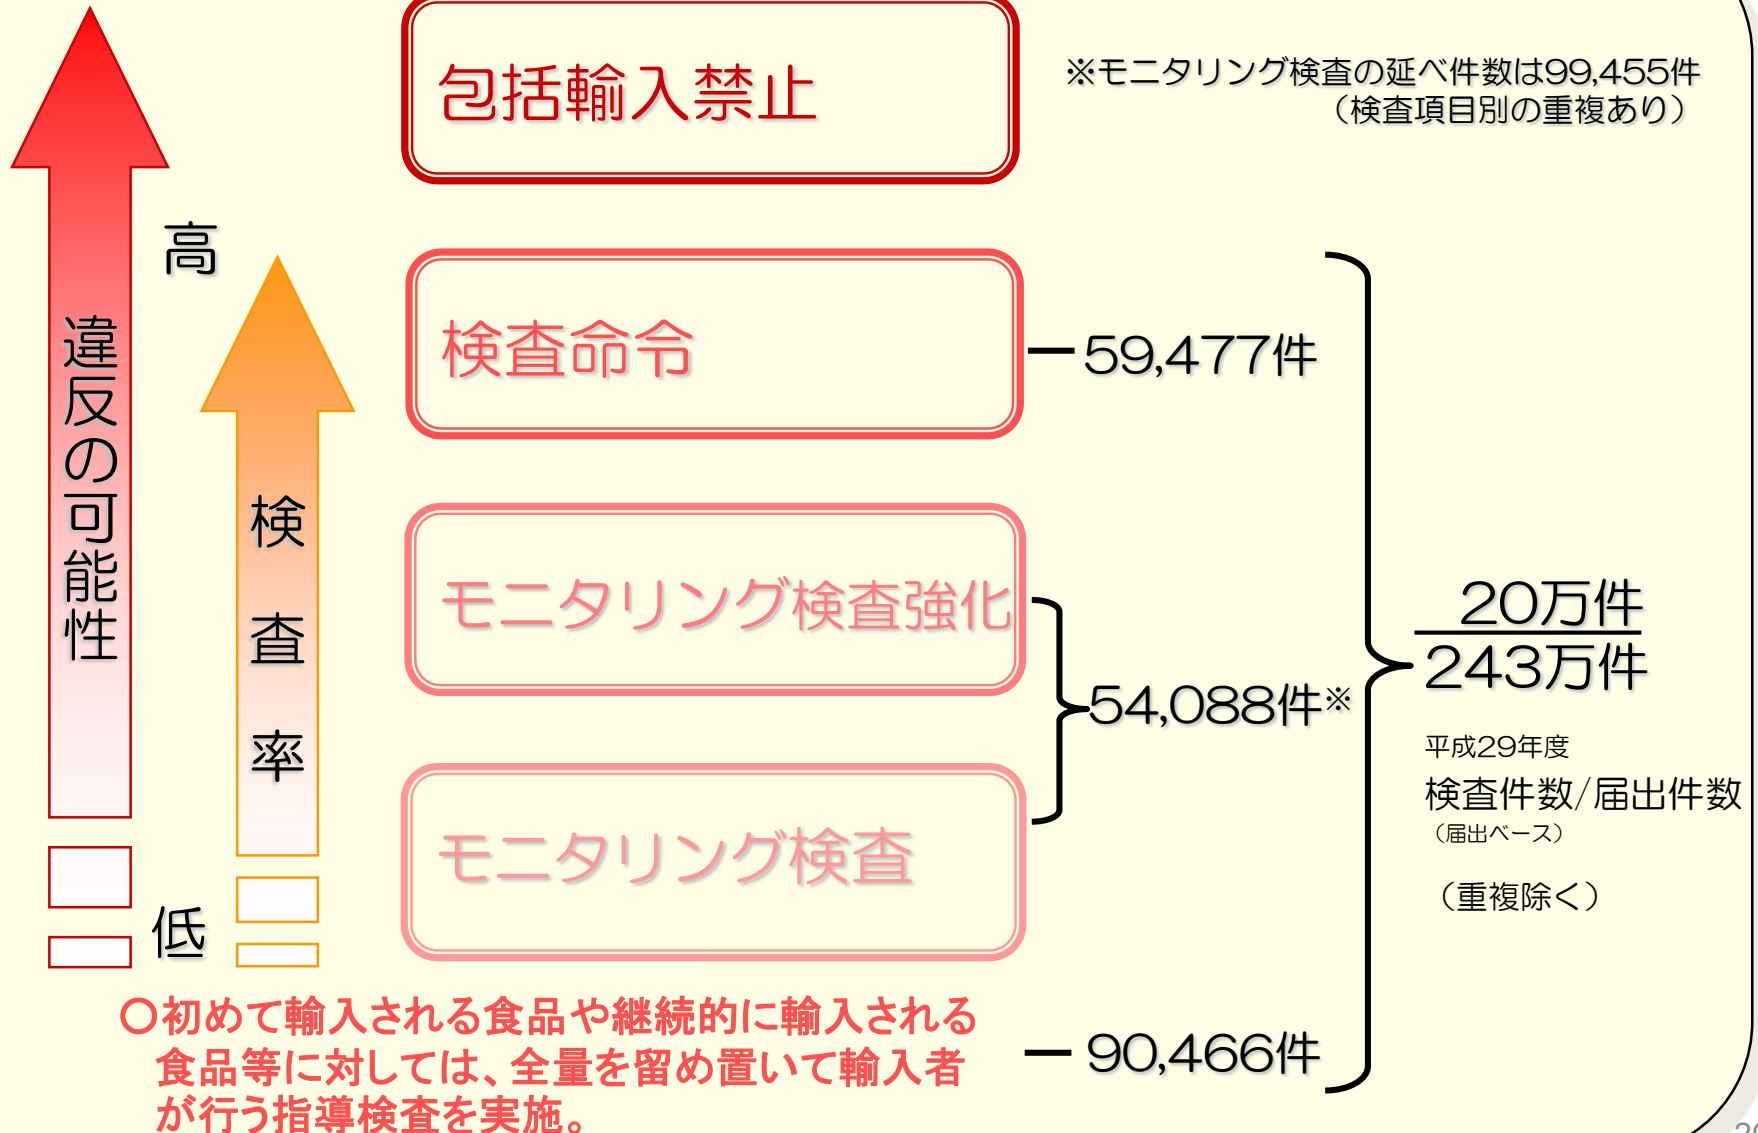 包括輸入禁止
※モニタリング検査の延べ件数は99,455件
（検査項目別の重複あり）
高
違反の可能性
検査率
検査命令
59,477件
モニタリング検査強化
54,088件※
モニタリング検査
20万件
243万件
平成29年度
検査件数/届出件数
（届出ベース）
（重複除く）
低
○初めて輸入される食品や継続的に輸入される
食品等に対しては、全量を留め置いて輸入者
が行う指導検査を実施。
90,466件